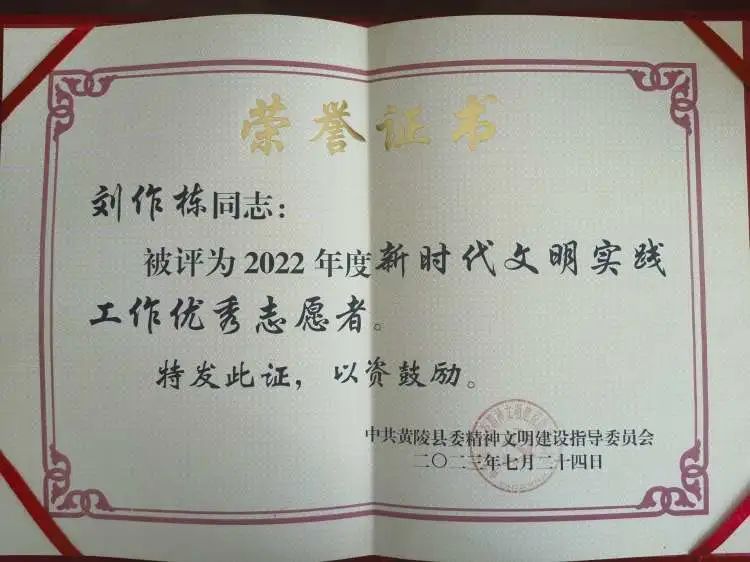 荣誉证书
刘作栋同志：
被评为2022年度新时代文明实践
工作优秀志愿者。
特发此证，以资鼓励。
中共黄陵县委精神文明建设指导委员会
二〇二三年七月二十四日